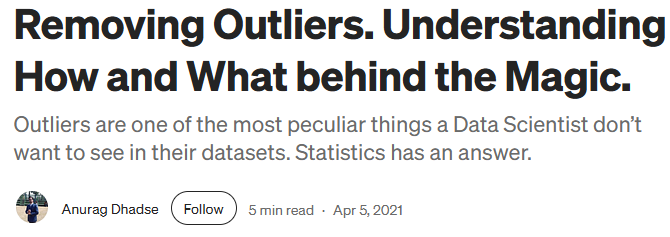 Removing Outliers. Understanding
How and What behind the Magic.
Outliers are one of the most peculiar things a Data Scientist don’t
want to see in their datasets. Statistics has an answer.
Anurag Dhadse Follow 5 min read · Apr 5, 2021